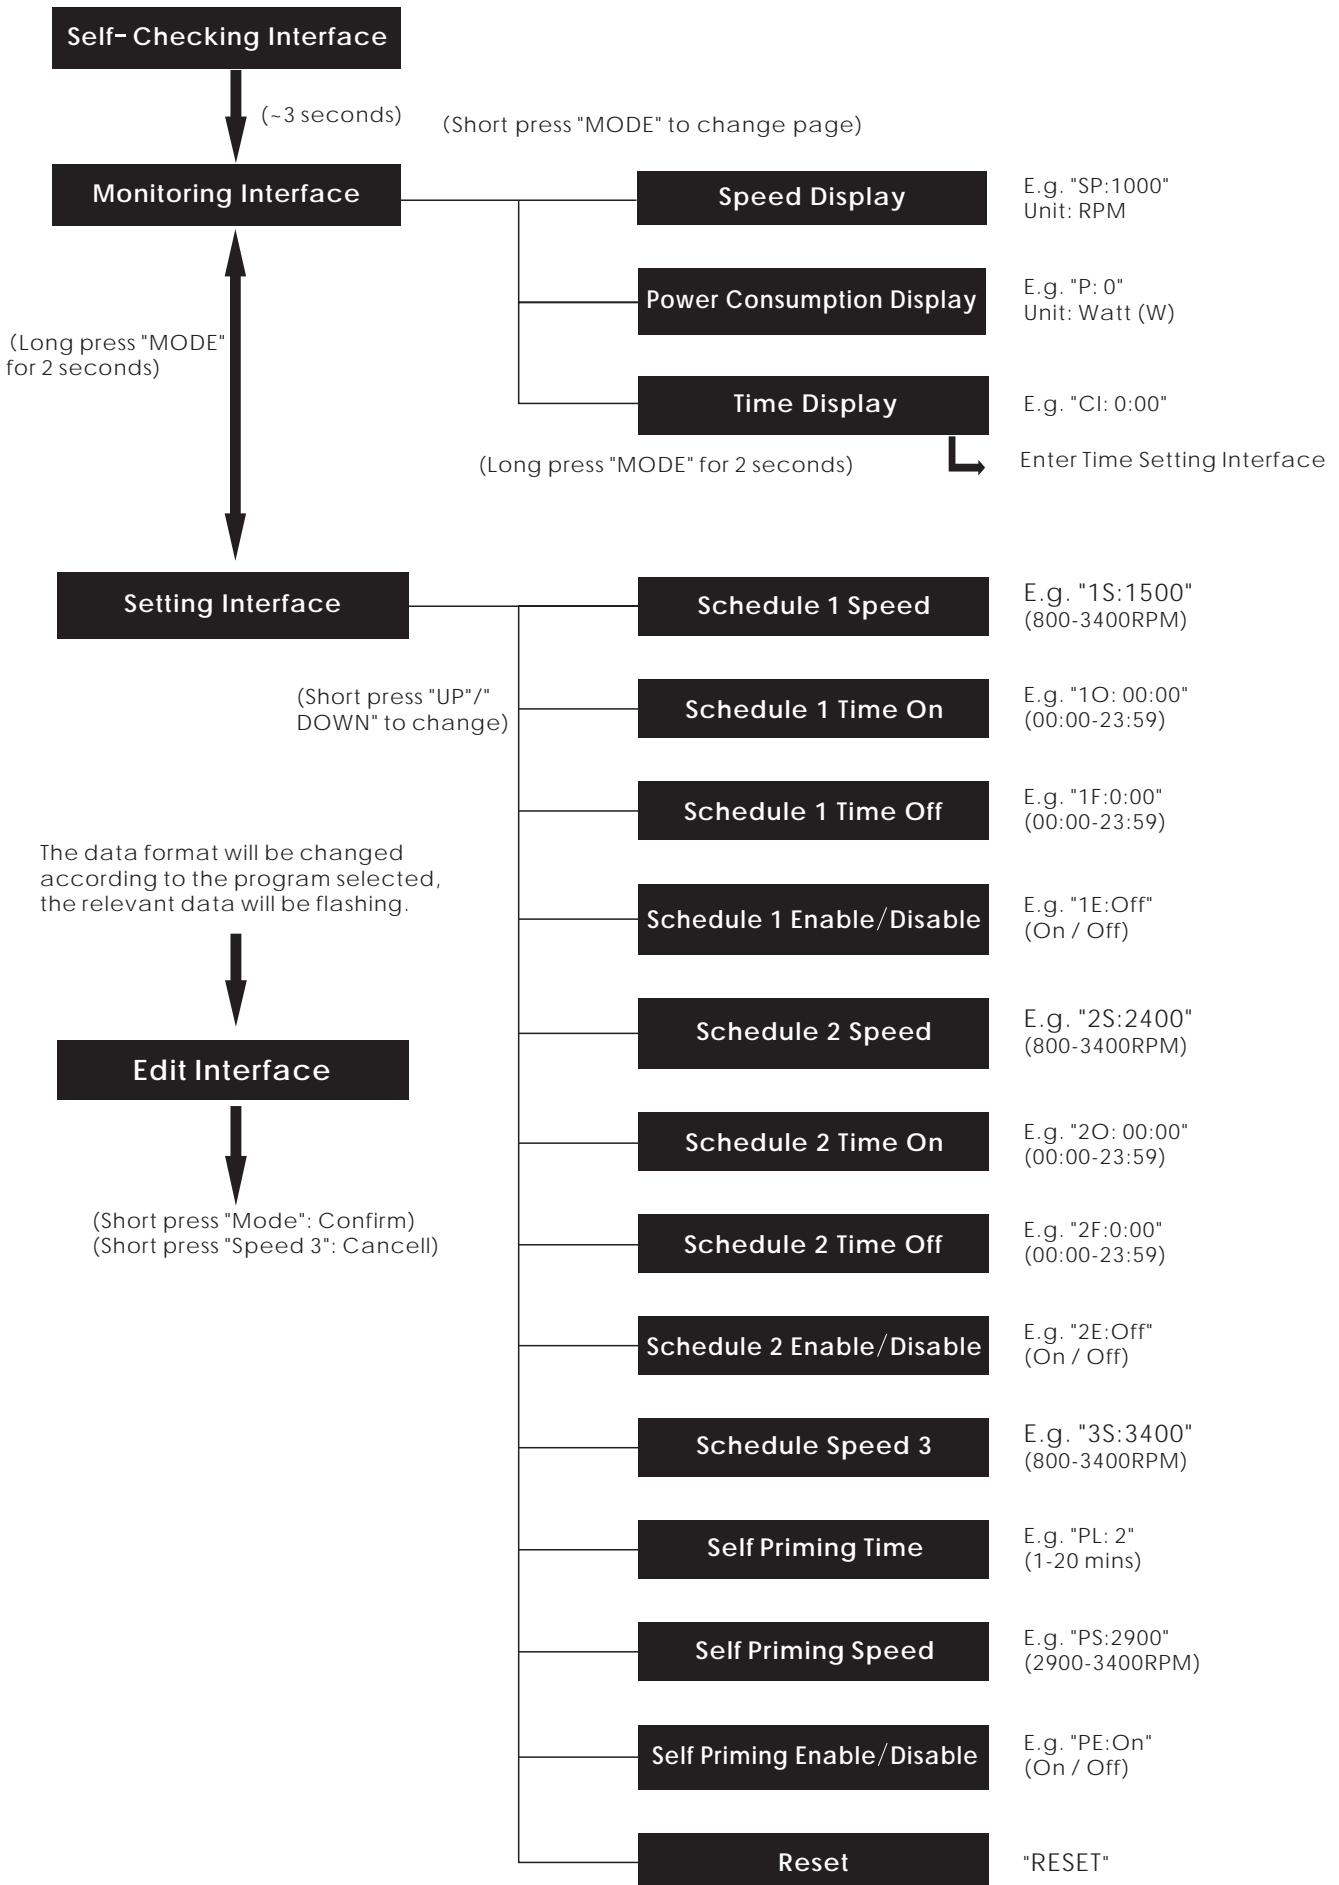 Self-Checking Interface
(~3 seconds)
(Short press "MODE" to change page)
Monitoring Interface
Speed Display
E.g. "SP:1000"
Unit: RPM
Power Consumption Display
E.g. "P: 0"
Unit: Watt (W)
(Long press "MODE"
for 2 seconds)
Time Display
E.g. "CI: 0:00"
(Long press "MODE" for 2 seconds)
Enter Time Setting Interface
Setting Interface
Schedule 1 Speed
E.g. "1S:1500"
(800-3400RPM)
(Short press "UP"/"
DOWN" to change)
Schedule 1 Time On
E.g. "1O: 00:00"
(00:00-23:59)
Schedule 1 Time Off
E.g. "1F:0:00"
(00:00-23:59)
The data format will be changed
according to the program selected,
the relevant data will be flashing.
Schedule 1 Enable/Disable
E.g. "1E:Off"
(On / Off)
Edit Interface
Schedule 2 Speed
E.g. "2S:2400"
(800-3400RPM)
Schedule 2 Time On
E.g. "2O: 00:00"
(00:00-23:59)
(Short press "Mode": Confirm)
(Short press "Speed 3": Cancell)
Schedule 2 Time Off
E.g. "2F:0:00"
(00:00-23:59)
Schedule 2 Enable/Disable
E.g. "2E:Off"
(On / Off)
Schedule Speed 3
E.g. "3S:3400"
(800-3400RPM)
Self Priming Time
E.g. "PL: 2"
(1-20 mins)
Self Priming Speed
E.g. "PS:2900"
(2900-3400RPM)
Self Priming Enable/Disable
E.g. "PE:On"
(On / Off)
Reset
"RESET"